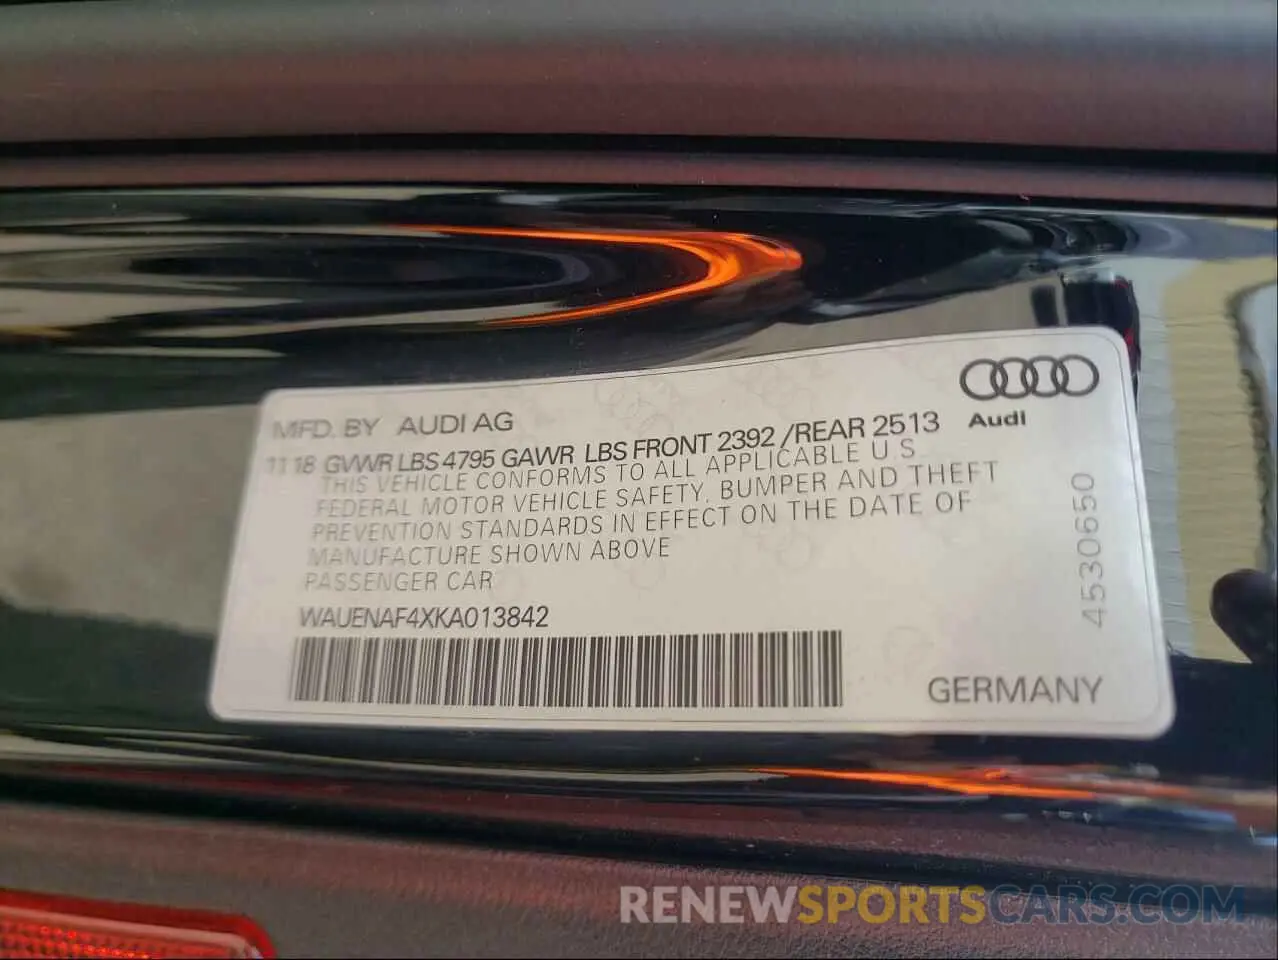 MFD. BY AUDI AG
Audi
11 18 GVWR LBS 4795 GAWR LBS FRONT 2392 /REAR 2513
THIS VEHICLE CONFORMS TO ALL APPLICABLE U.S
FEDERAL MOTOR VEHICLE SAFETY, BUMPER AND THEFT
PREVENTION STANDARDS IN EFFECT ON THE DATE OF
MANUFACTURE SHOWN ABOVE
PASSENGER CAR
WAUENAF4XKA013842
4530650
GERMANY
RENEWSPORTSCARS.COM